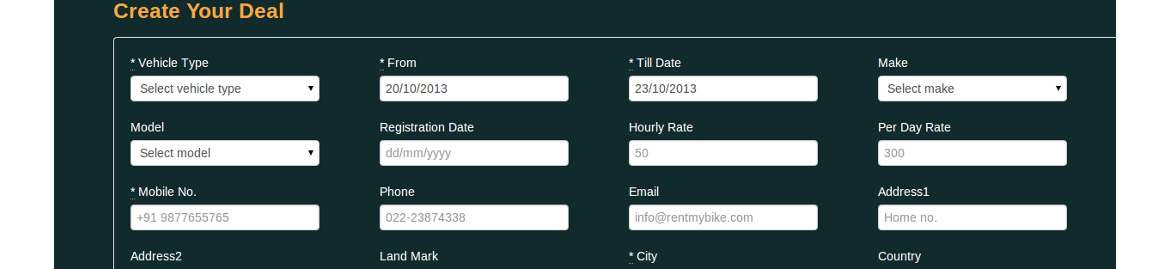 Create Your Deal
* Vehicle Type * From * Till Date Make
Select vehicle type 20/10/2013 23/10/2013 Select make
Model Registration Date Hourly Rate Per Day Rate
Select model dd/mm/yyyy 50 300
* Mobile No. Phone Email Address1
+91 9877655765 022-23874338 info@rentmybike.com Home no.
Address2 Land Mark * City Country